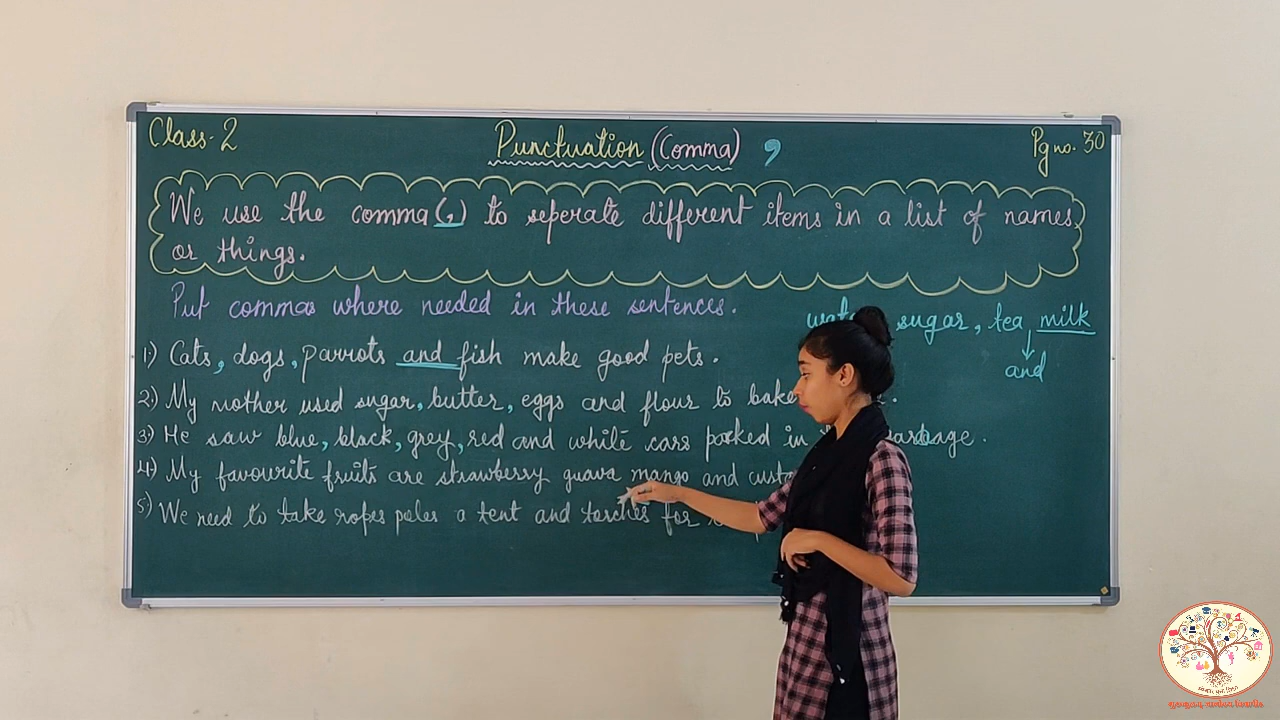 Class-2
Punctuation (Comma) ,
Pg no. 30
We use the comma (,) to seperate different items in a list of names
or things.
Put commas where needed in these sentences.
sugar, tea milk
and
1) Cats, dogs, parrots and fish make good pets.
2) My mother used sugar, butter, eggs and flour to bake
3) He saw blue, black, grey, red and white cars parked in
4) My favourite fruits are strawberry guava mango and
5) We need to take ropes poles a tent and torches for